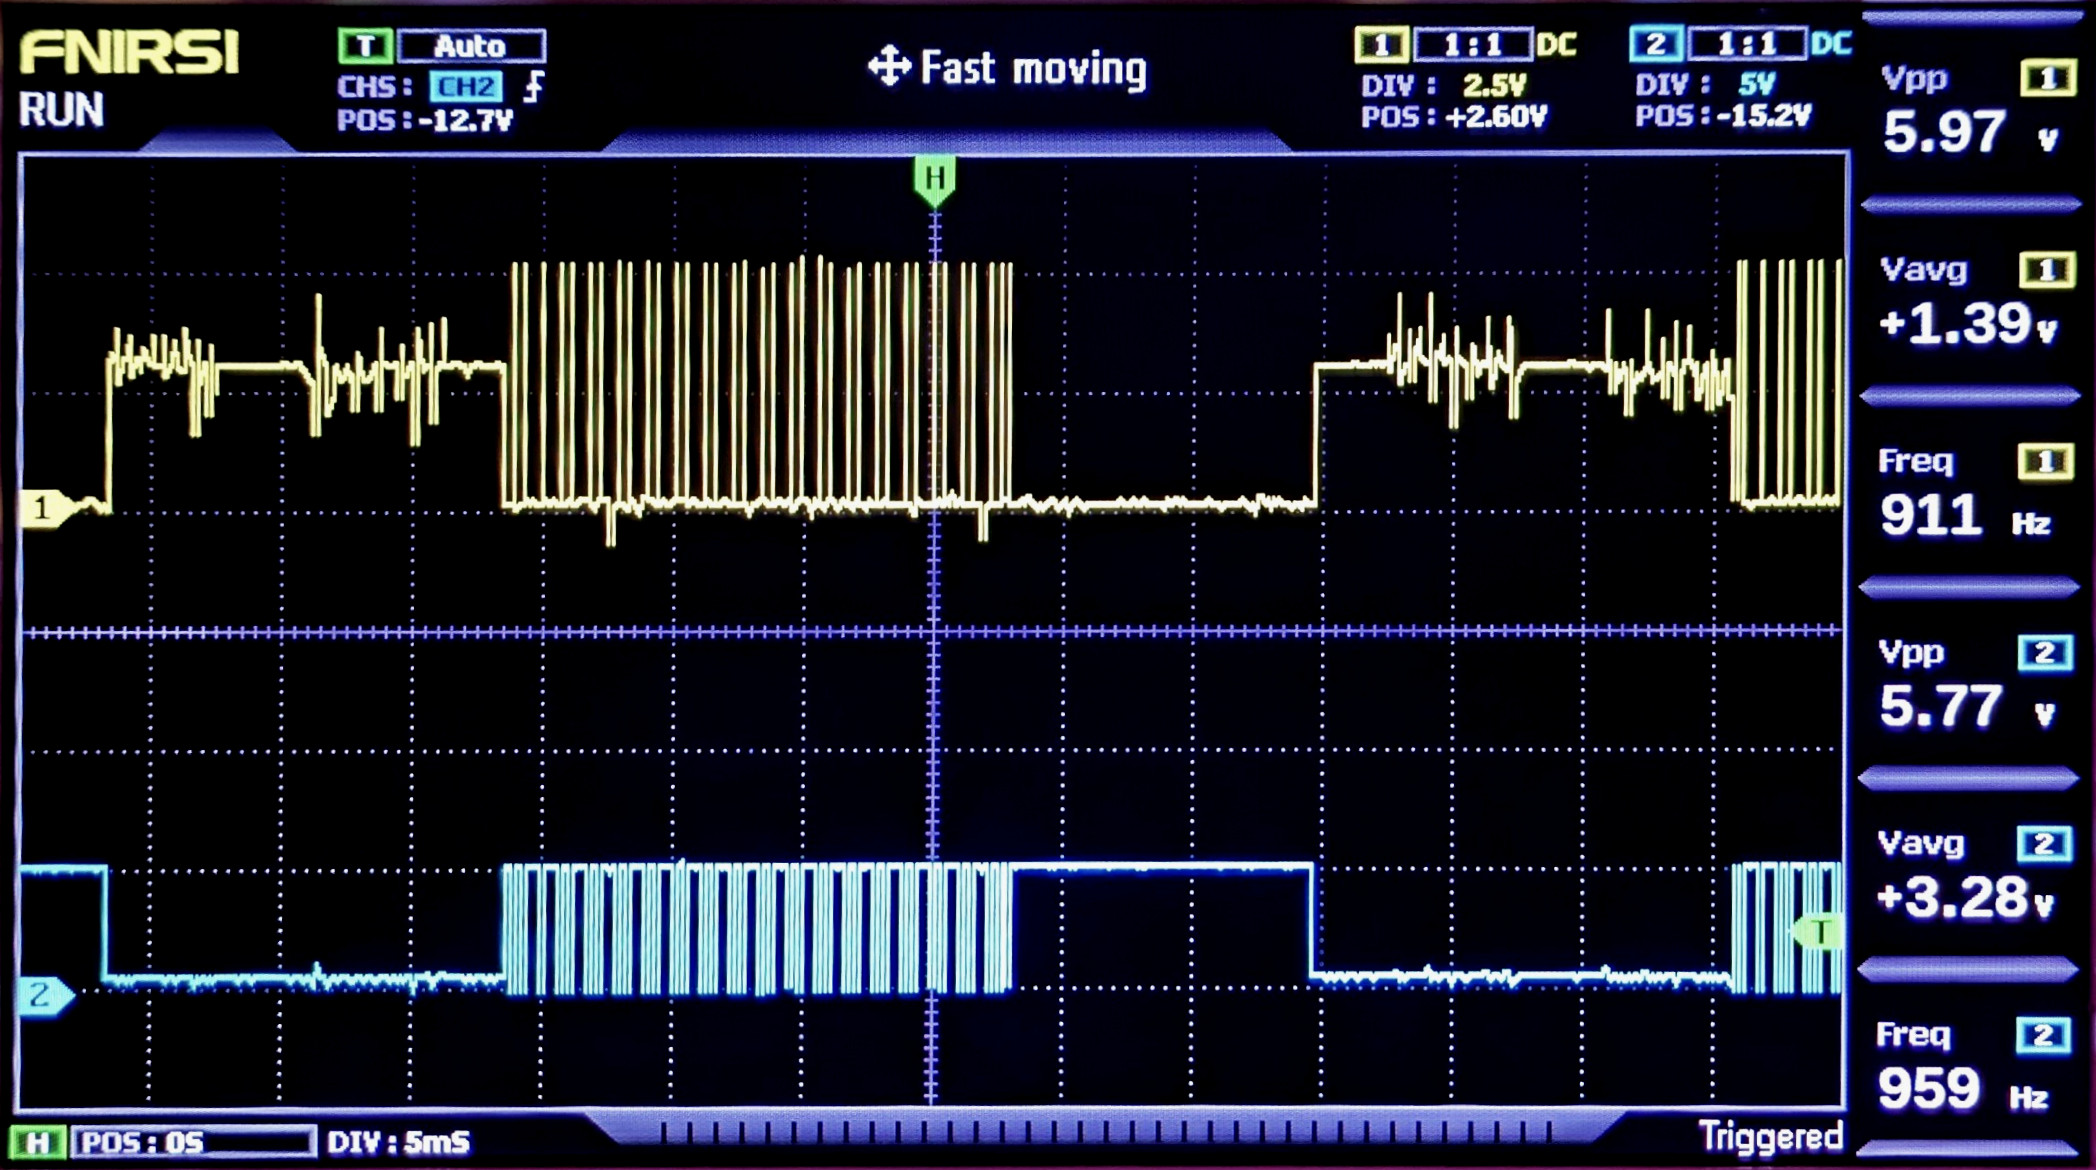 FNIRSI
RUN
T Auto
CHS: CH2
POS:-12.7V
Fast moving
1 1:1 DC
DIV: 2.5V
POS:+2.60V
2 1:1 DC
DIV: 5V
POS:-15.2V
H
1
2
T
Vpp 1
5.97 V
Vavg 1
+1.39V
Freq 1
911 Hz
Vpp 2
5.77 V
Vavg 2
+3.28V
Freq 2
959 Hz
H POS:0S DIV:5mS
Triggered